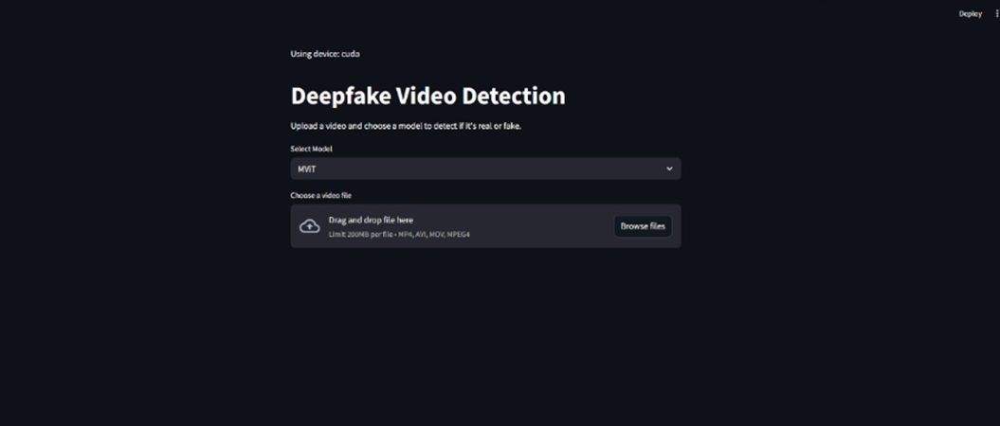 Deploy
Using device: cuda
Deepfake Video Detection
Upload a video and choose a model to detect if it's real or fake.
Select Model
MViT
Choose a video file
Drag and drop file here
Limit 200MB per file • MP4, AVI, MOV, MPEG4
Browse files